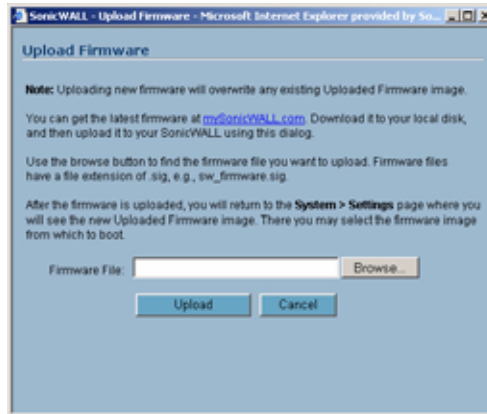 SonicWALL - Upload Firmware - Microsoft Internet Explorer provided by So...
Upload Firmware
Note: Uploading new firmware will overwrite any existing Uploaded Firmware image.
You can get the latest firmware at mySonicWALL.com. Download it to your local disk,
and then upload it to your SonicWALL using this dialog.
Use the browse button to find the firmware file you want to upload. Firmware files
have a file extension of .sig, e.g., sw_firmware.sig.
After the firmware is uploaded, you will return to the System > Settings page where you
will see the new Uploaded Firmware image. There you may select the firmware image
from which to boot.
Firmware File: Browse...
Upload Cancel